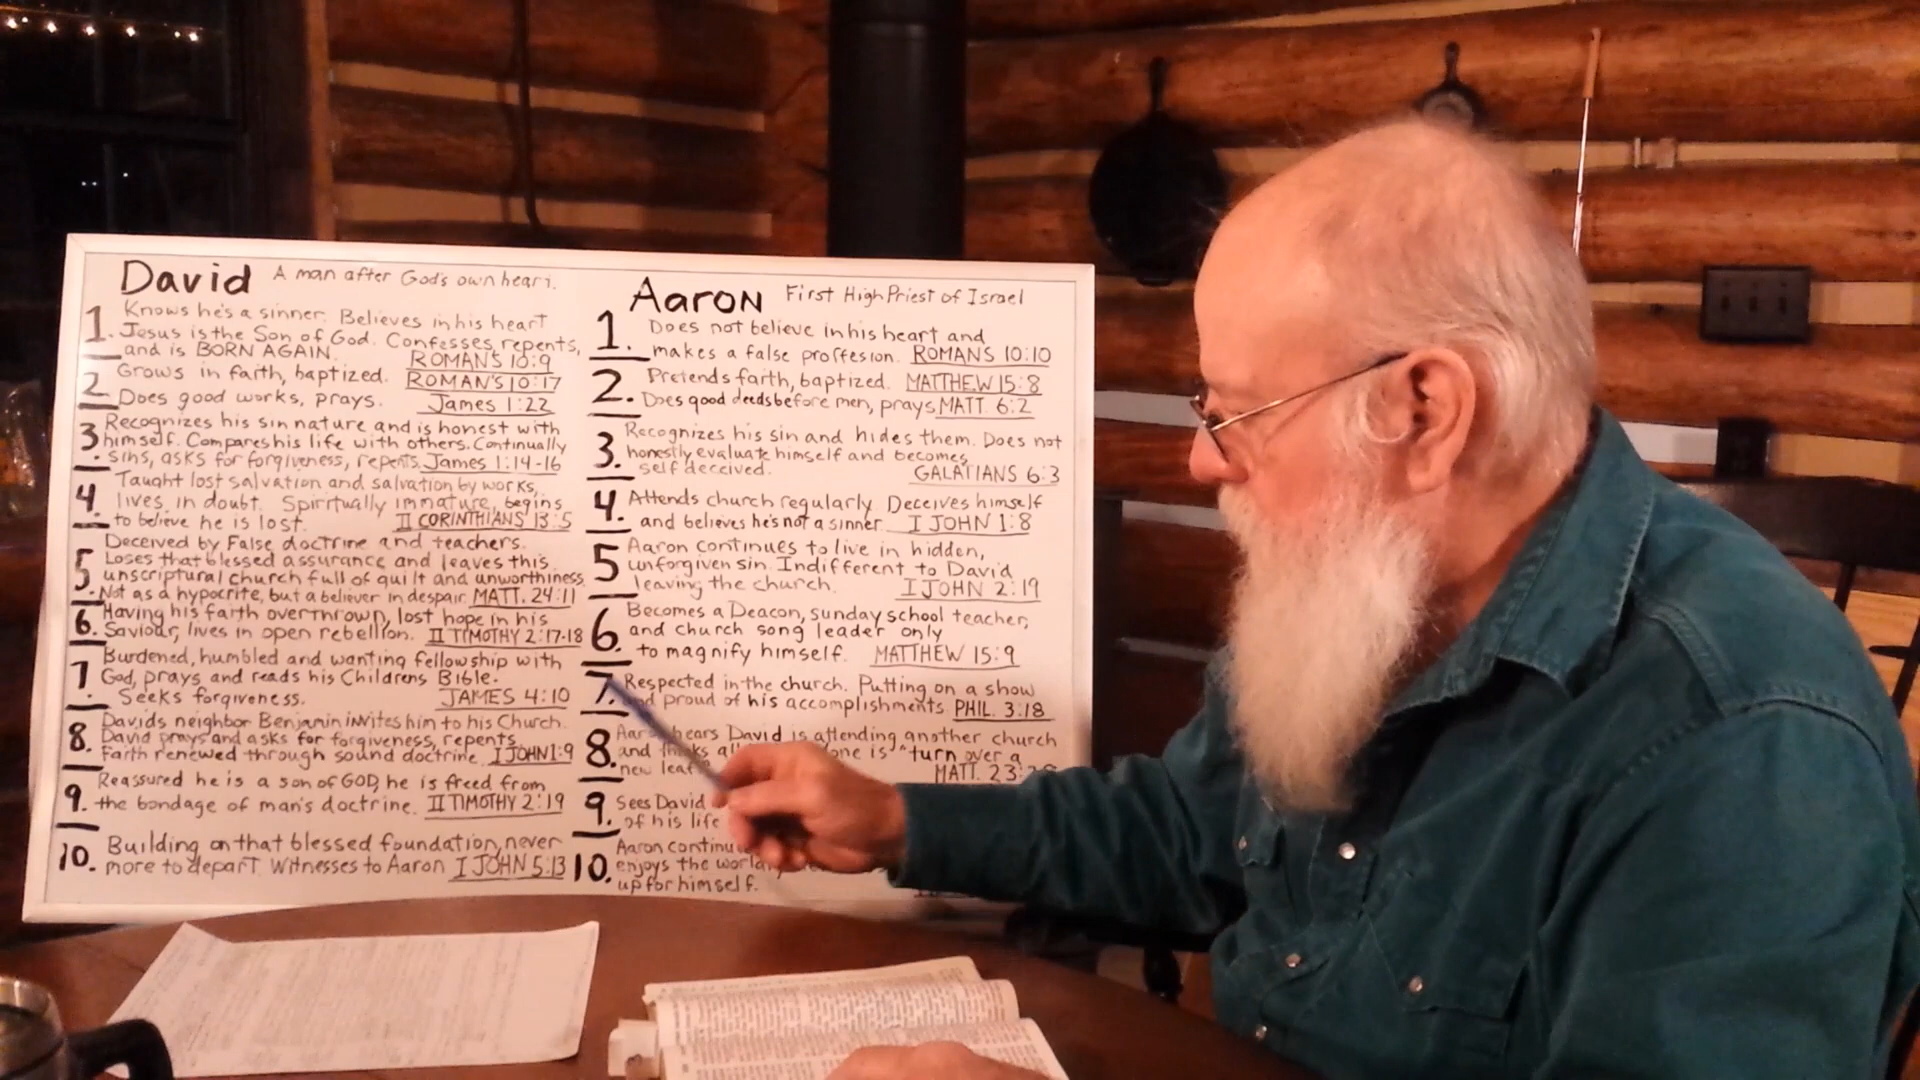 David A man after God's own heart.
1. Knows he's a sinner. Believes in his heart
Jesus is the Son of God. Confesses, repents,
and is BORN AGAIN. ROMANS 10:9
2 Grows in faith, baptized. ROMAN'S 10:17
Does good works, prays. James 1:22
3. Recognizes his sin nature and is honest with
himself. Compares his life with others. Continually
sins, asks for forgiveness, repents. James 1:14-16
4. Taught lost salvation and salvation by works,
lives in doubt. Spiritually immature, begins
to believe he is lost. II CORINTHIANS 13:5
5. Deceived by False doctrine and teachers.
Loses that blessed assurance and leaves this
unscriptural church full of guilt and unworthiness.
Not as a hypocrite, but a believer in despair. MATT. 24:11
6. Having his faith overthrown, lost hope in his
Saviour, lives in open rebellion. II TIMOTHY 2:17-18
7. Burdened, humbled and wanting fellowship with
God, prays and reads his Childrens Bible.
Seeks forgiveness. JAMES 4:10
8. Davids neighbor Benjamin invites him to his Church.
David prays and asks for forgiveness, repents.
Faith renewed through sound doctrine. I JOHN 1:9
9. Reassured he is a son of GOD, he is freed from
the bondage of man's doctrine. II TIMOTHY 2:19
10. Building on that blessed foundation, never
more to depart. Witnesses to Aaron I JOHN 5:13
Aaron First High Priest of Israel
1. Does not believe in his heart and
makes a false proffesion. ROMANS 10:10
2. Pretends faith, baptized. MATTHEW 15:8
Does good deeds before men, prays. MATT. 6:2
3. Recognizes his sin and hides them. Does not
honestly evaluate himself and becomes
self deceived. GALATIANS 6:3
4. Attends church regularly. Deceives himself
and believes he's not a sinner. I JOHN 1:8
5 Aaron continues to live in hidden,
unforgiven sin. Indifferent to David
leaving the church. I JOHN 2:19
6. Becomes a Deacon, sunday school teacher,
and church song leader only
to magnify himself. MATTHEW 15:9
7. Respected in the church. Putting on a show
and proud of his accomplishments. PHIL. 3:18
8. hears David is attending another church
and one is "turn over a
new leaf" MATT. 23:
9. Sees David
of his life
10. Aaron
enjoys the
up for himself.